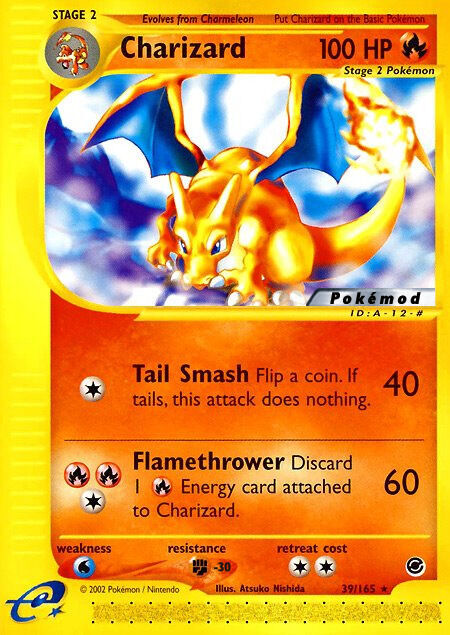 STAGE 2
Evolves from Charmeleon
Put Charizard on the Basic Pokémon
Charizard 100 HP
Stage 2 Pokémon
Pokémod
ID:A-12-#
Tail Smash Flip a coin. If
tails, this attack does nothing.
40
Flamethrower Discard
1 Energy card attached
to Charizard.
60
weakness resistance retreat cost
-30
©2002 Pokémon / Nintendo Illus. Atsuko Nishida 39/165 ★
e